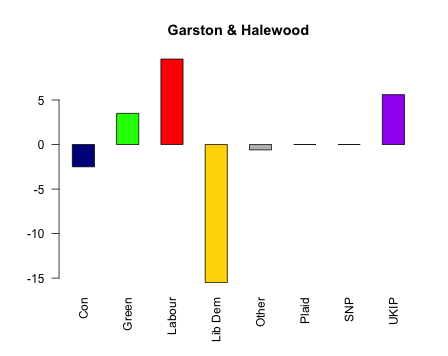 Garston & Halewood
5
0
-5
-10
-15
Con
Green
Labour
Lib Dem
Other
Plaid
SNP
UKIP